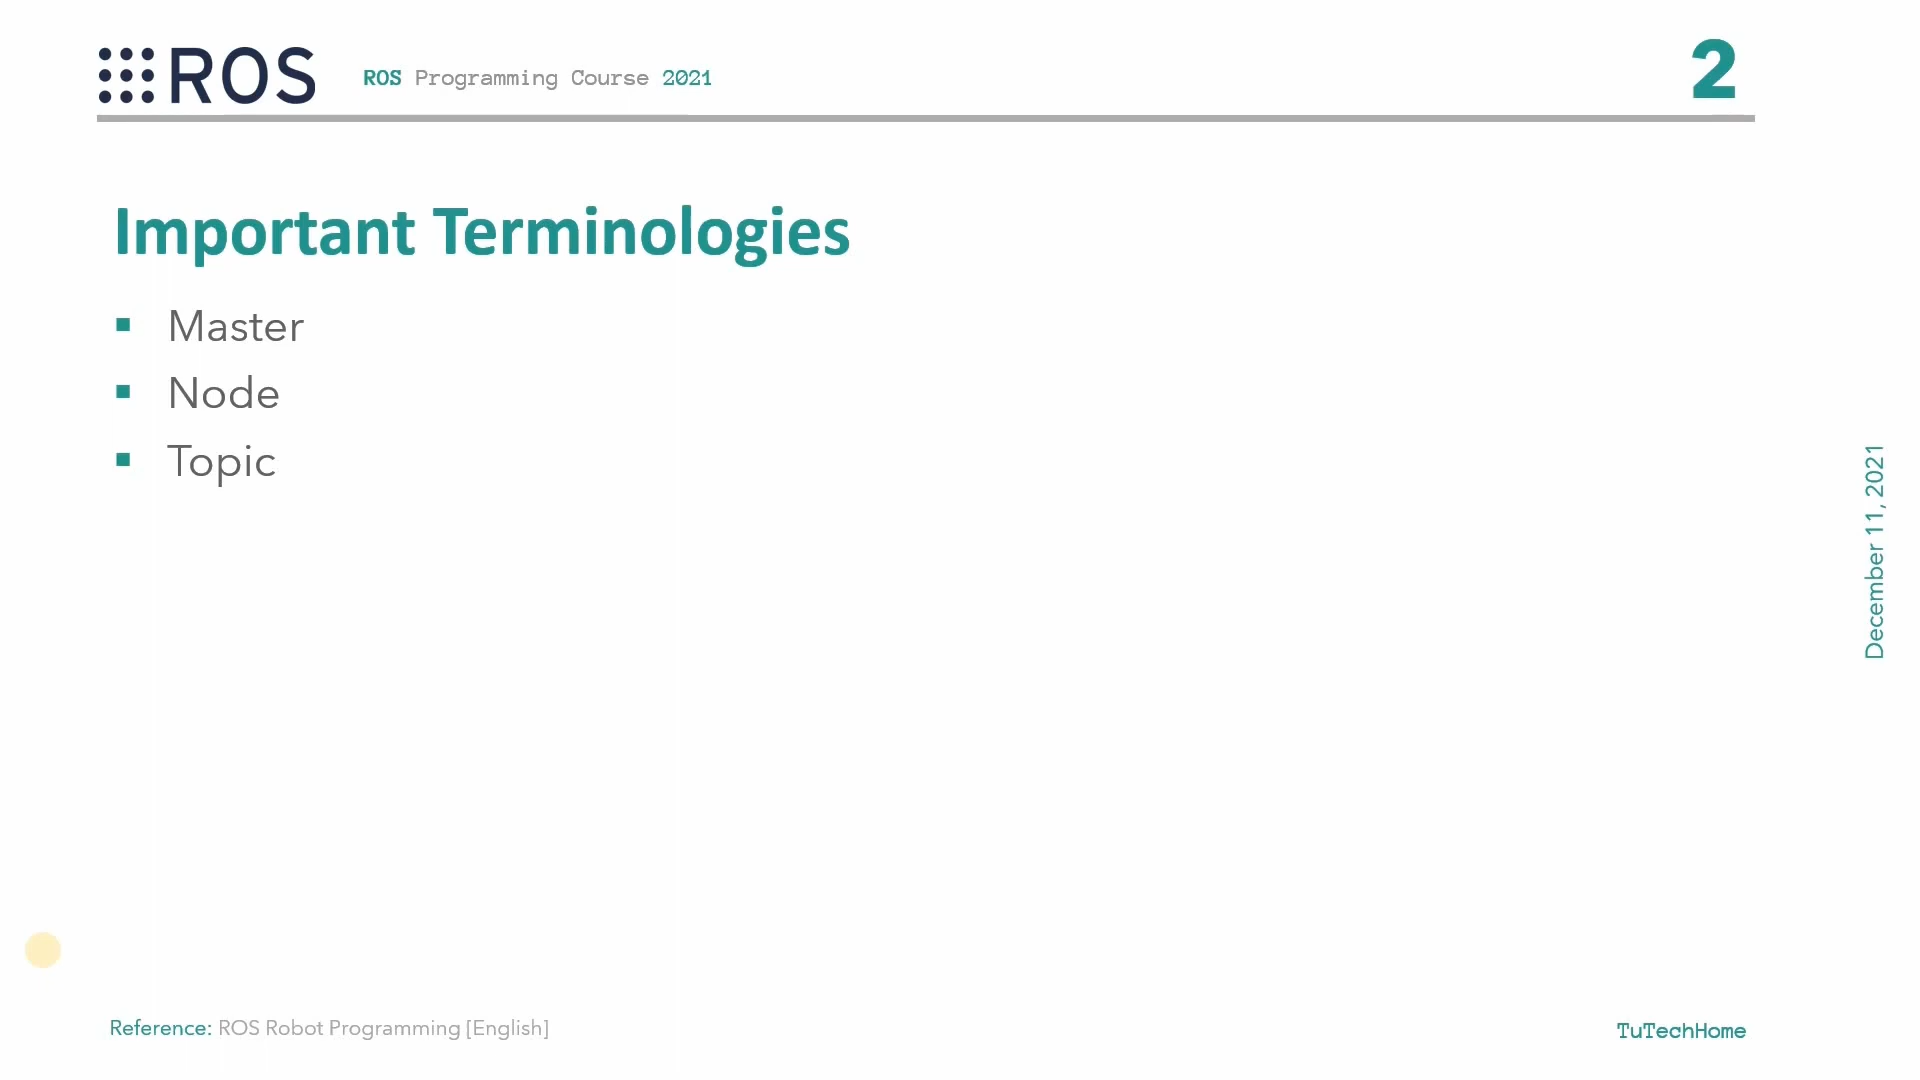 ROS
ROS Programming Course 2021
2
Important Terminologies
▪ Master
▪ Node
▪ Topic
December 11, 2021
Reference: ROS Robot Programming [English]
TuTechHome